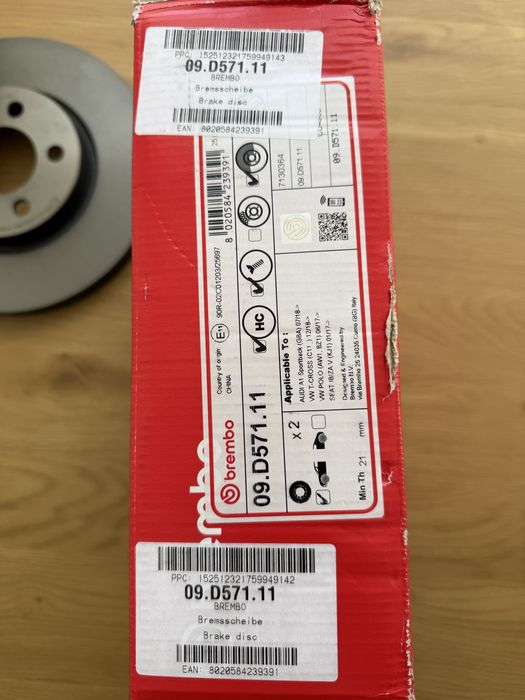 PPC: 152512321759949143
09.D571.11
BREMBO
Bremsscheibe
Brake disc
EAN: 8020584239391
8 020584 239391
7130364
09.D571.11
09. D571 11
90R-02C01203/25697
E11
Country of origin
CHINA
HC
brembo
09.D571.11
Applicable To :
AUDI A1 Sportback (GBA) 07/18->
VW T-CROSS (C11_) 12/18->
VW POLO (AW1, BZ1) 06/17->
SEAT IBIZA V (KJ1) 01/17->
Designed & Engineered by
Brembo N.V.
via Brembo 25 24035 Curno (BG) Italy
X 2
Min Th 21 mm
PPC: 152512321759949142
09.D571.11
BREMBO
Bremsscheibe
Brake disc
EAN: 8020584239391